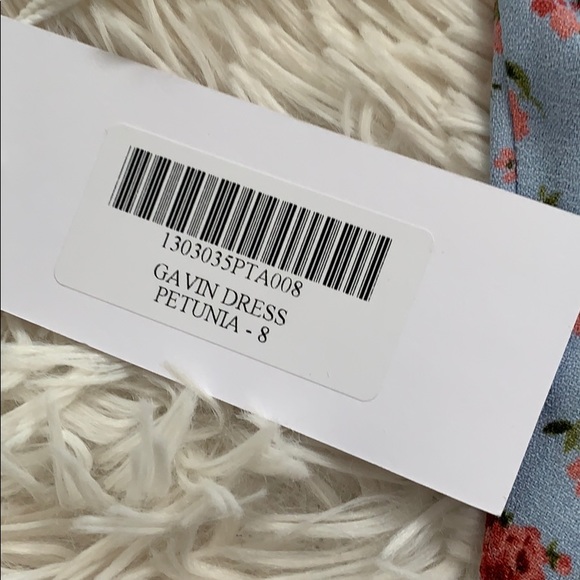 1303035PTA008
GAVIN DRESS
PETUNIA - 8